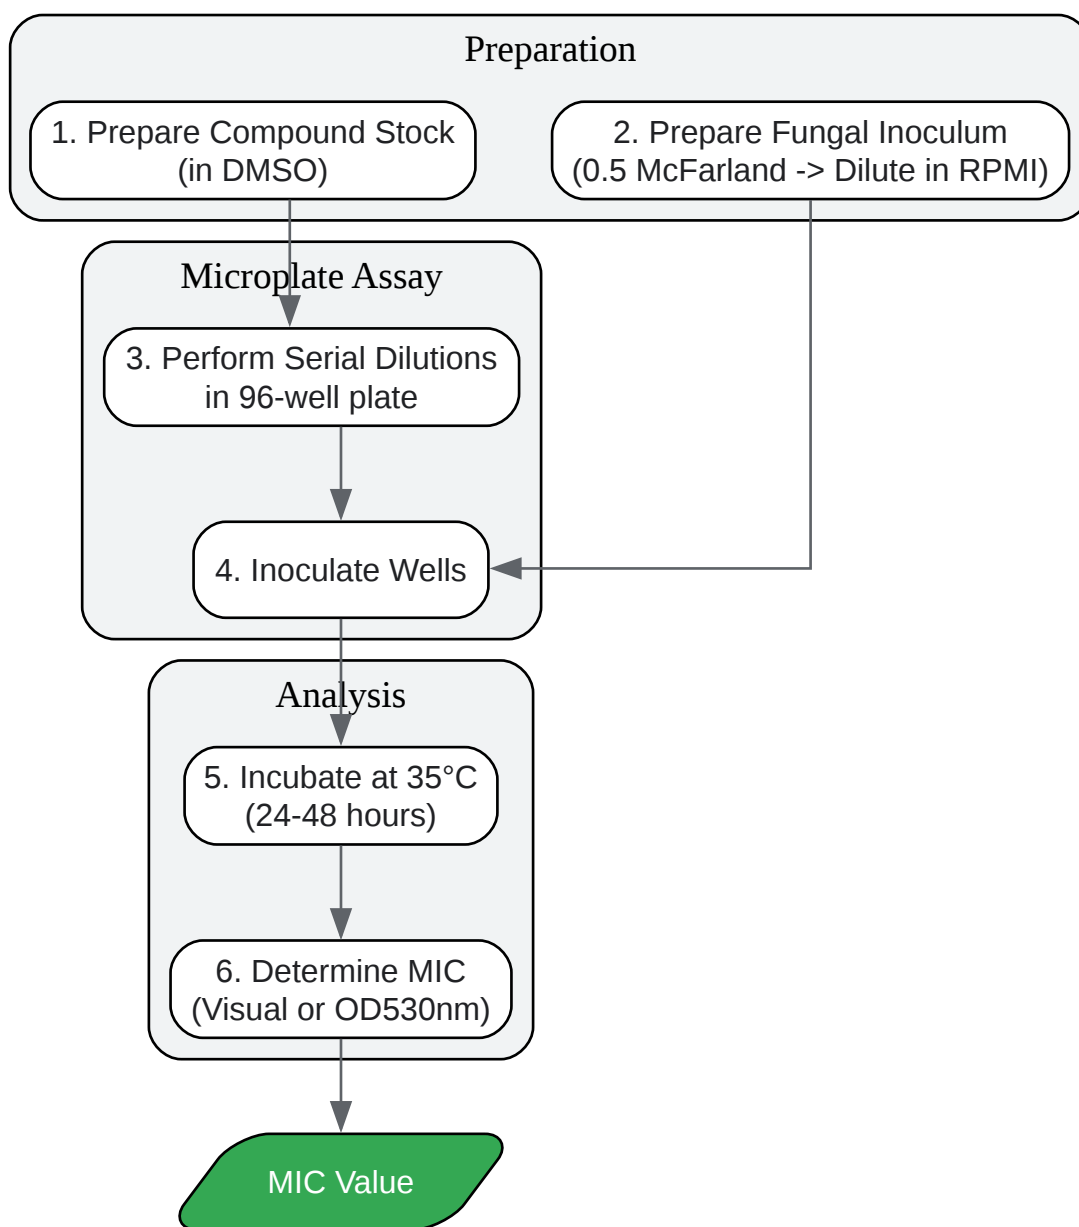 Preparation
1. Prepare Compound Stock
(in DMSO)
2. Prepare Fungal Inoculum
(0.5 McFarland -> Dilute in RPMI)
Microplate Assay
3. Perform Serial Dilutions
in 96-well plate
4. Inoculate Wells
Analysis
5. Incubate at 35°C
(24-48 hours)
6. Determine MIC
(Visual or OD530nm)
MIC Value